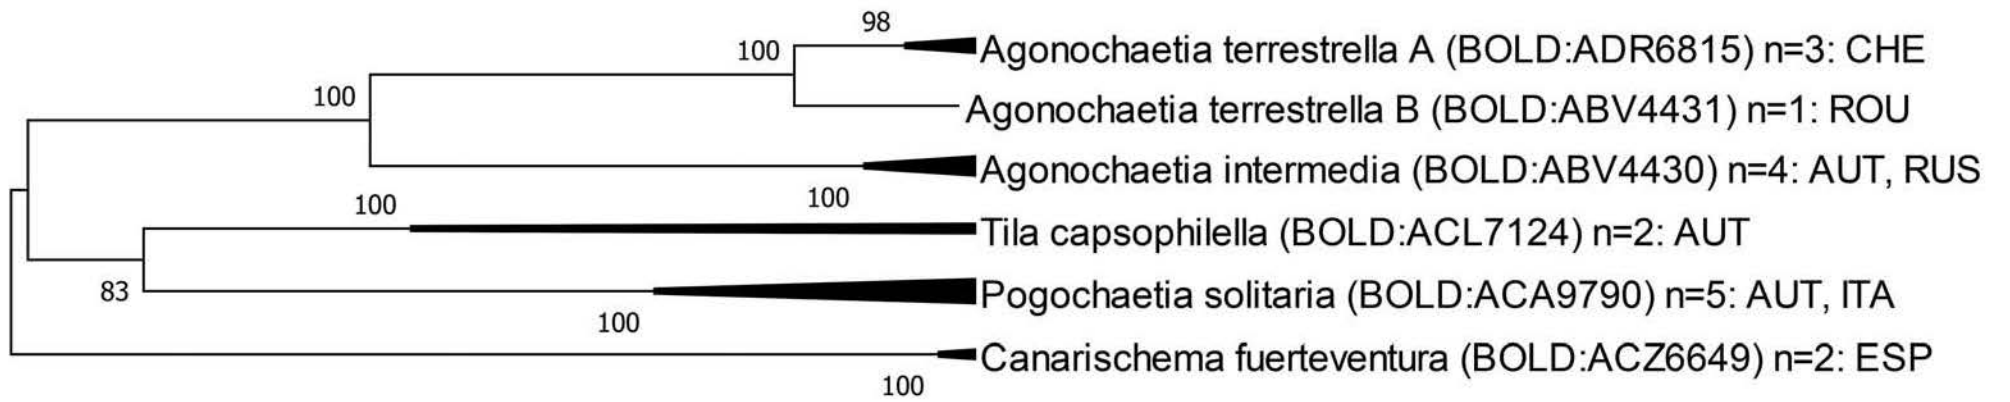 98
100
Agonochaetia terrestrella A (BOLD:ADR6815) n=3: CHE
100
Agonochaetia terrestrella B (BOLD:ABV4431) n=1: ROU
Agonochaetia intermedia (BOLD:ABV4430) n=4: AUT, RUS
100
100
Tila capsophilella (BOLD:ACL7124) n=2: AUT
83
Pogochaetia solitaria (BOLD:ACA9790) n=5: AUT, ITA
100
Canarischema fuerteventura (BOLD:ACZ6649) n=2: ESP
100